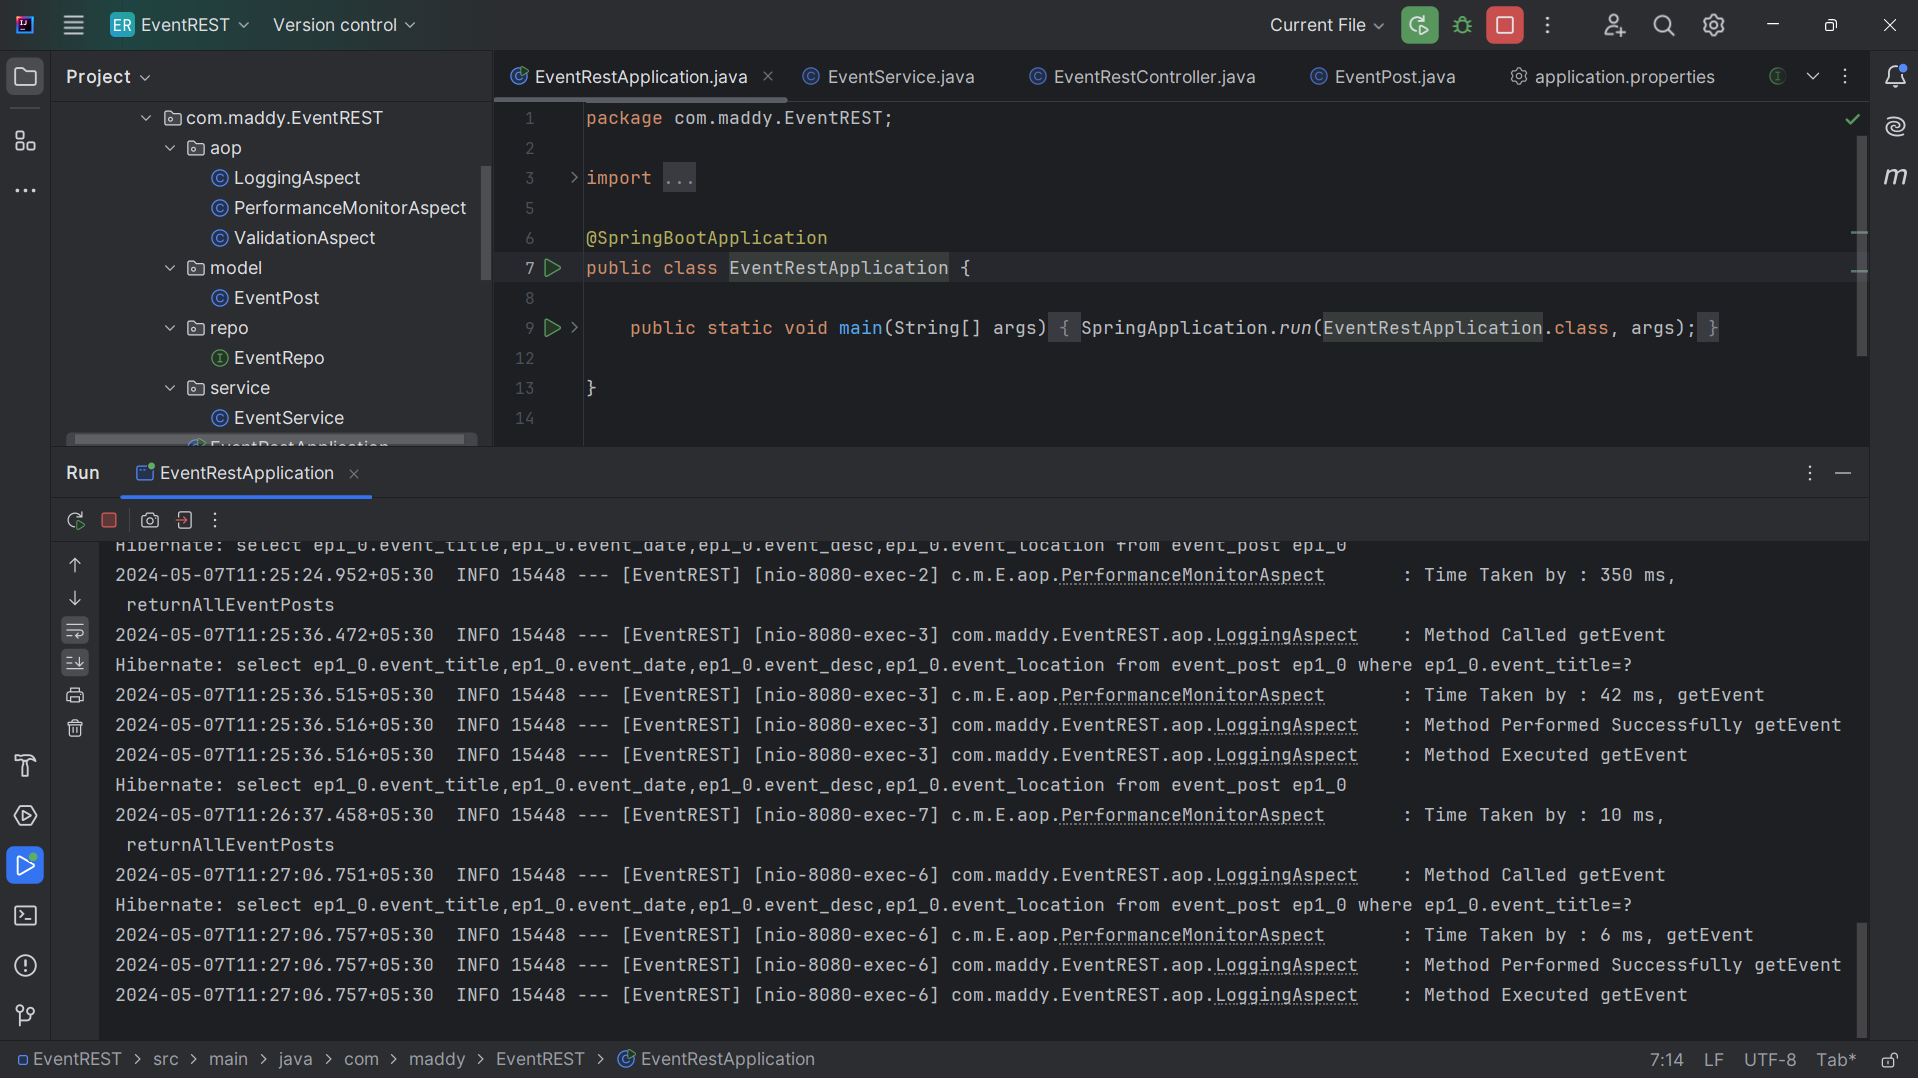 ER EventREST
Version control
Current File
Project
EventRestApplication.java
EventService.java
EventRestController.java
EventPost.java
application.properties
com.maddy.EventREST
aop
LoggingAspect
PerformanceMonitorAspect
ValidationAspect
model
EventPost
repo
EventRepo
service
EventService
EventRestApplication
1 package com.maddy.EventREST;
2
3 import ...
5
6 @SpringBootApplication
7 public class EventRestApplication {
8
9 public static void main(String[] args) { SpringApplication.run(EventRestApplication.class, args); }
12
13 }
14
m
Run
EventRestApplication
Hibernate: select ep1_0.event_title,ep1_0.event_date,ep1_0.event_desc,ep1_0.event_location from event_post ep1_0
2024-05-07T11:25:24.952+05:30  INFO 15448 --- [EventREST] [nio-8080-exec-2] c.m.E.aop.PerformanceMonitorAspect : Time Taken by : 350 ms,
returnAllEventPosts
2024-05-07T11:25:36.472+05:30  INFO 15448 --- [EventREST] [nio-8080-exec-3] com.maddy.EventREST.aop.LoggingAspect : Method Called getEvent
Hibernate: select ep1_0.event_title,ep1_0.event_date,ep1_0.event_desc,ep1_0.event_location from event_post ep1_0 where ep1_0.event_title=?
2024-05-07T11:25:36.515+05:30  INFO 15448 --- [EventREST] [nio-8080-exec-3] c.m.E.aop.PerformanceMonitorAspect : Time Taken by : 42 ms, getEvent
2024-05-07T11:25:36.516+05:30  INFO 15448 --- [EventREST] [nio-8080-exec-3] com.maddy.EventREST.aop.LoggingAspect : Method Performed Successfully getEvent
2024-05-07T11:25:36.516+05:30  INFO 15448 --- [EventREST] [nio-8080-exec-3] com.maddy.EventREST.aop.LoggingAspect : Method Executed getEvent
Hibernate: select ep1_0.event_title,ep1_0.event_date,ep1_0.event_desc,ep1_0.event_location from event_post ep1_0
2024-05-07T11:26:37.458+05:30  INFO 15448 --- [EventREST] [nio-8080-exec-7] c.m.E.aop.PerformanceMonitorAspect : Time Taken by : 10 ms,
returnAllEventPosts
2024-05-07T11:27:06.751+05:30  INFO 15448 --- [EventREST] [nio-8080-exec-6] com.maddy.EventREST.aop.LoggingAspect : Method Called getEvent
Hibernate: select ep1_0.event_title,ep1_0.event_date,ep1_0.event_desc,ep1_0.event_location from event_post ep1_0 where ep1_0.event_title=?
2024-05-07T11:27:06.757+05:30  INFO 15448 --- [EventREST] [nio-8080-exec-6] c.m.E.aop.PerformanceMonitorAspect : Time Taken by : 6 ms, getEvent
2024-05-07T11:27:06.757+05:30  INFO 15448 --- [EventREST] [nio-8080-exec-6] com.maddy.EventREST.aop.LoggingAspect : Method Performed Successfully getEvent
2024-05-07T11:27:06.757+05:30  INFO 15448 --- [EventREST] [nio-8080-exec-6] com.maddy.EventREST.aop.LoggingAspect : Method Executed getEvent
EventREST > src > main > java > com > maddy > EventREST > EventRestApplication
7:14 LF UTF-8 Tab*